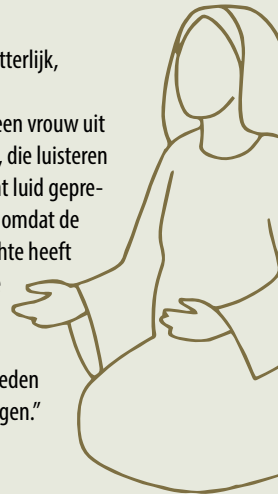 tterlijk,
een vrouw uit
, die luisteren
t luid gepre-
omdat de
hte heeft
eden
gen.”